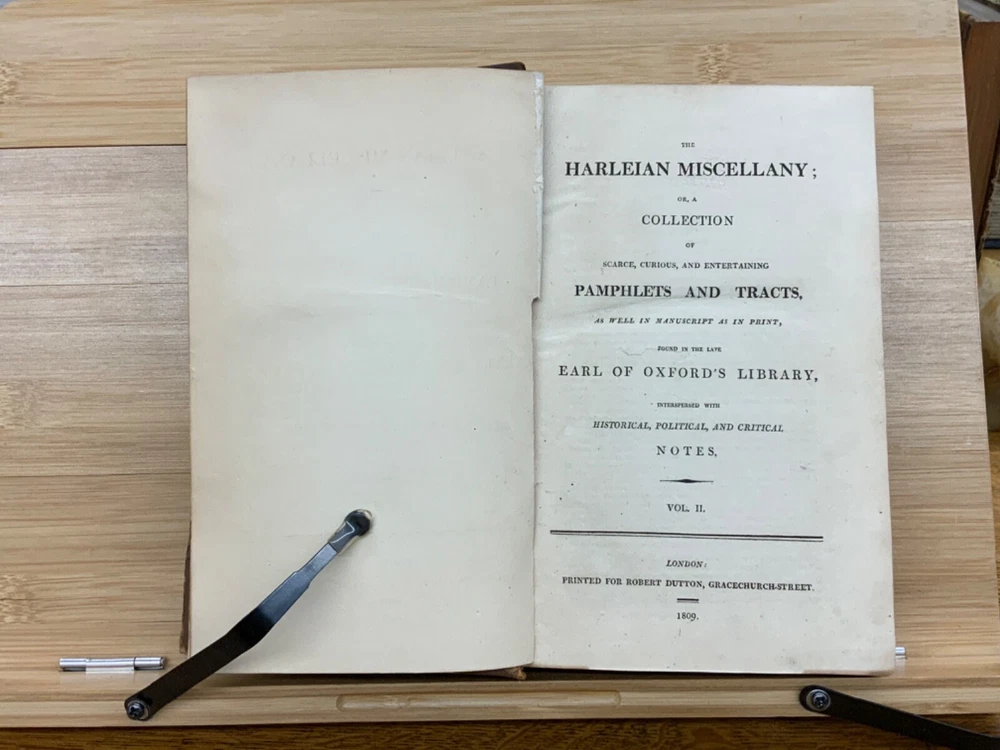 THE
HARLEIAN MISCELLANY;
OR, A
COLLECTION
OF
SCARCE, CURIOUS, AND ENTERTAINING
PAMPHLETS AND TRACTS,
AS WELL IN MANUSCRIPT AS IN PRINT,
FOUND IN THE LATE
EARL OF OXFORD'S LIBRARY,
INTERSPERSED WITH
HISTORICAL, POLITICAL, AND CRITICAL
NOTES,
VOL. II.
LONDON:
PRINTED FOR ROBERT DUTTON, GRACECHURCH-STREET.
1809.